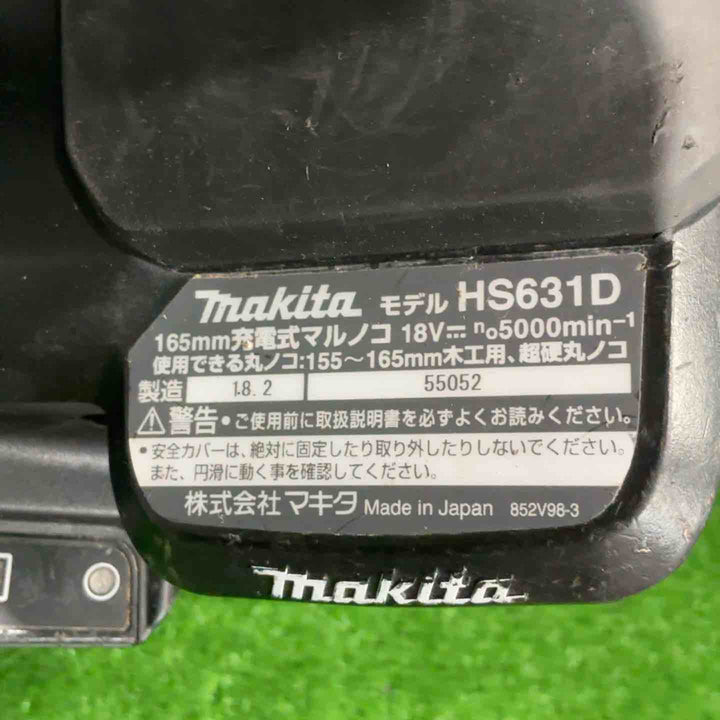 makita モデル HS631D
165mm充電式マルノコ 18V⎓ n₀5000min⁻¹
使用できる丸ノコ:155～165mm木工用、超硬丸ノコ
製造 18.2 55052
⚠警告・ご使用前に取扱説明書を必ずよくお読みください。
・安全カバーは、絶対に固定したり取り外したりしないでください。
また、円滑に動く事を確認してください。
株式会社マキタ Made in Japan 852V98-3
makita